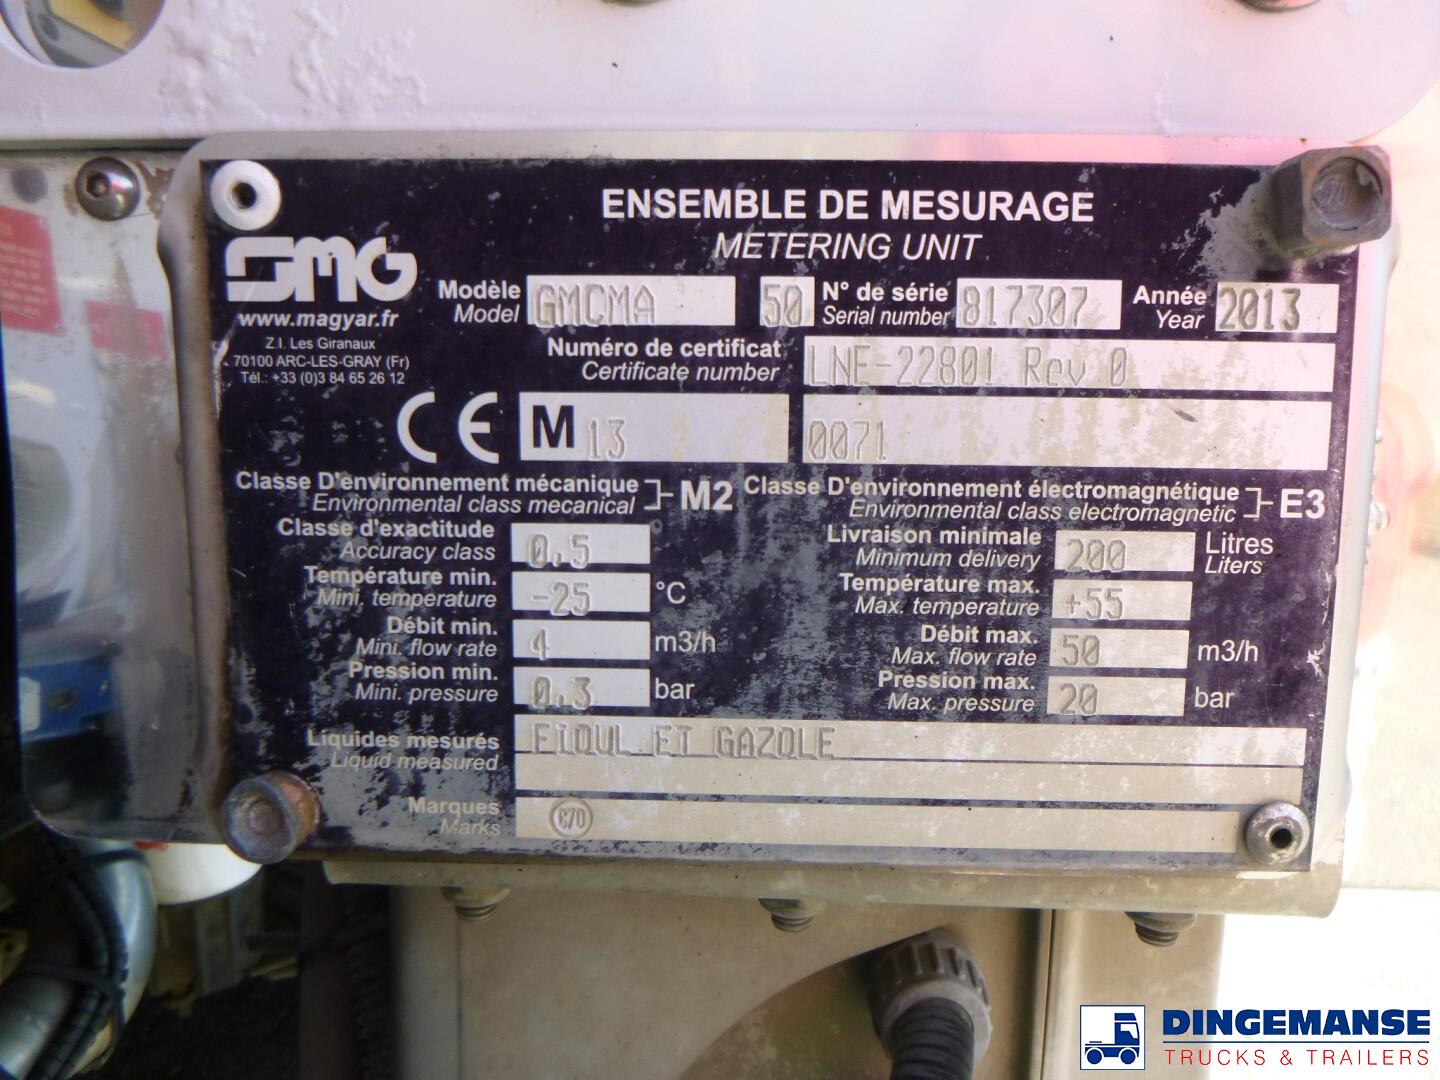 ENSEMBLE DE MESURAGE
METERING UNIT
SMG
www.magyar.fr
Z.I. Les Giranaux
70100 ARC-LES-GRAY (Fr)
Tél.: +33 (0)3 84 65 26 12
Modèle GMCMA 50 N° de série 817307 Année 2013
Model Serial number Year
Numéro de certificat LNE-22801 Rev 0
Certificate number
CE M 13 0071
Classe D'environnement mécanique M2 Classe D'environnement électromagnétique E3
Environmental class mecanical Environmental class electromagnetic
Classe d'exactitude 0.5 Livraison minimale 200 Litres
Accuracy class Minimum delivery Liters
Température min. -25 °C Température max. +55
Mini. temperature Max. temperature
Débit min. 4 m3/h Débit max. 50 m3/h
Mini. flow rate Max. flow rate
Pression min. 0.3 bar Pression max. 20 bar
Mini. pressure Max. pressure
Liquides mesurés FIOUL ET GAZOLE
Liquid measured
Marques C70
Marks
DINGEMANSE
TRUCKS & TRAILERS